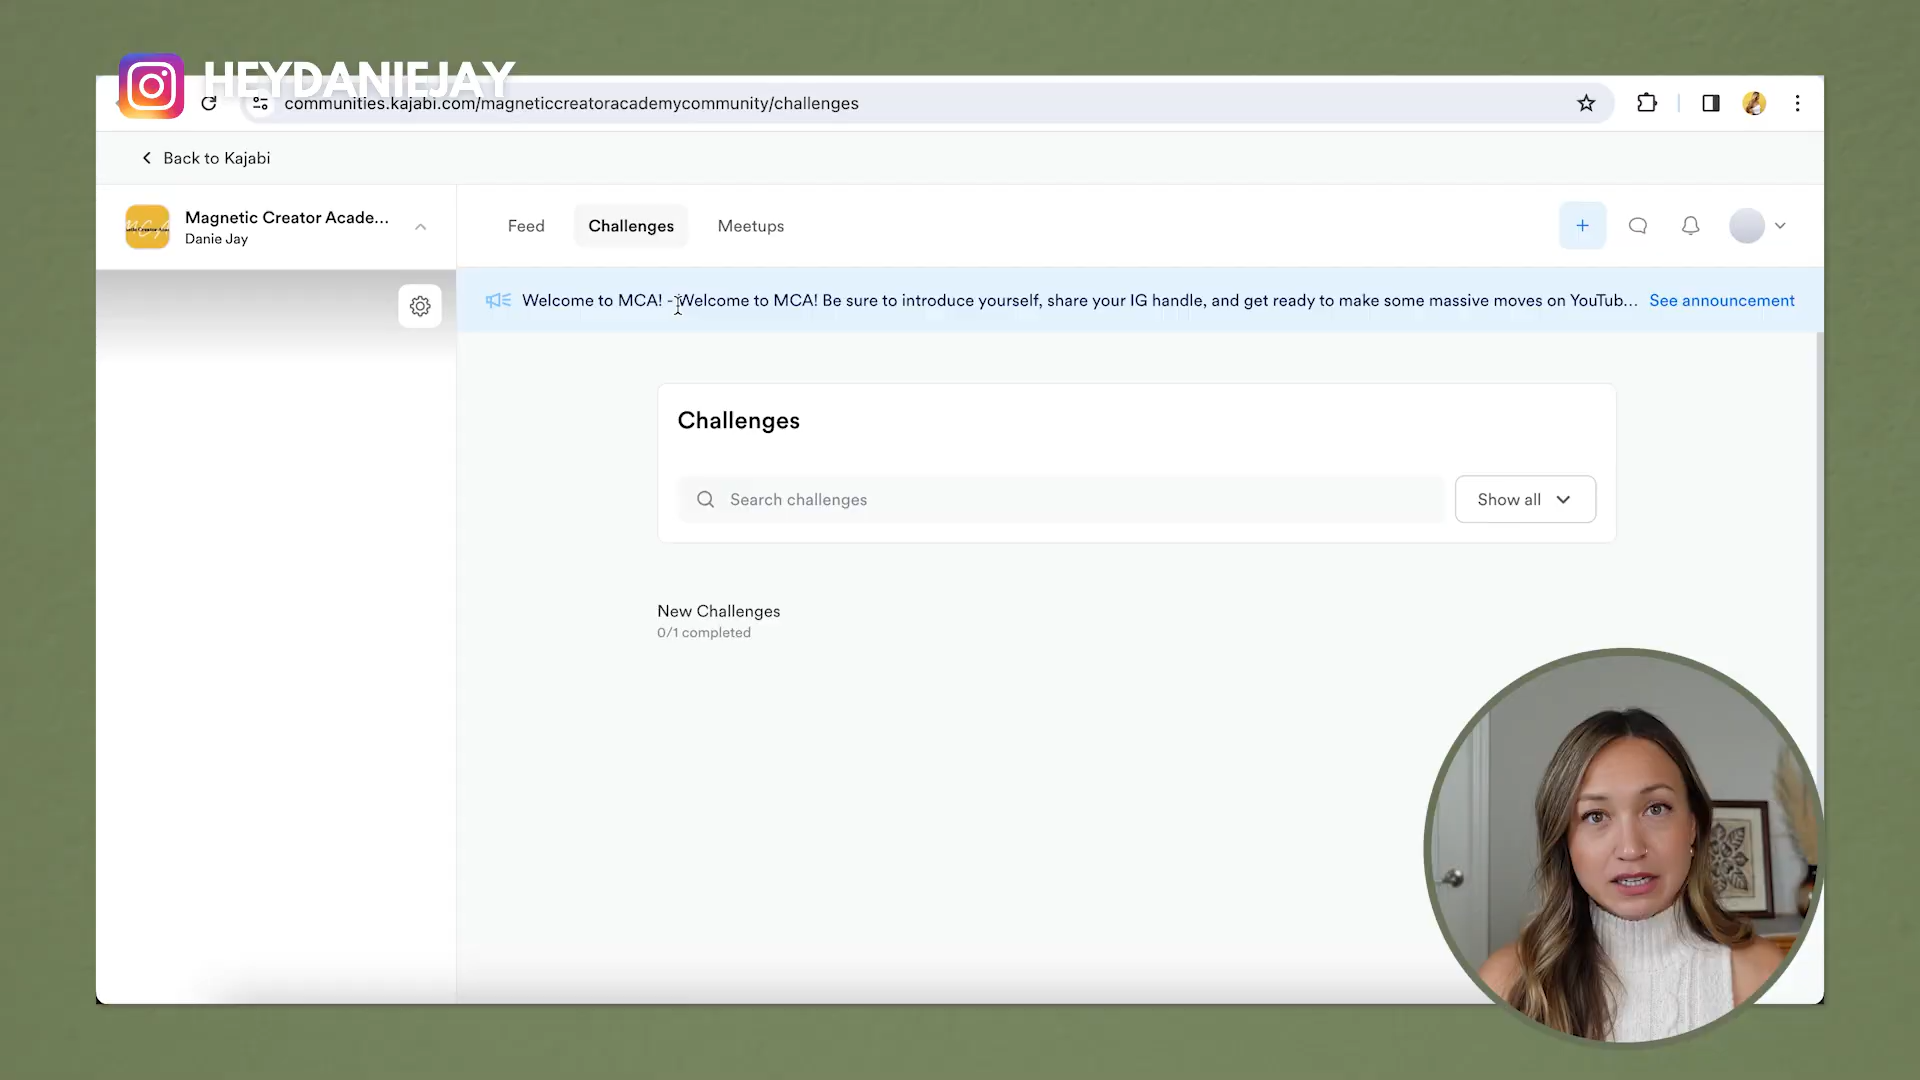 HEYDANIEJAY
communities.kajabi.com/magneticcreatoracademycommunity/challenges
Back to Kajabi
Magnetic Creator Acade...
Danie Jay
Feed
Challenges
Meetups
Welcome to MCA! - Welcome to MCA! Be sure to introduce yourself, share your IG handle, and get ready to make some massive moves on YouTub...
See announcement
Challenges
Search challenges
Show all
New Challenges
0/1 completed